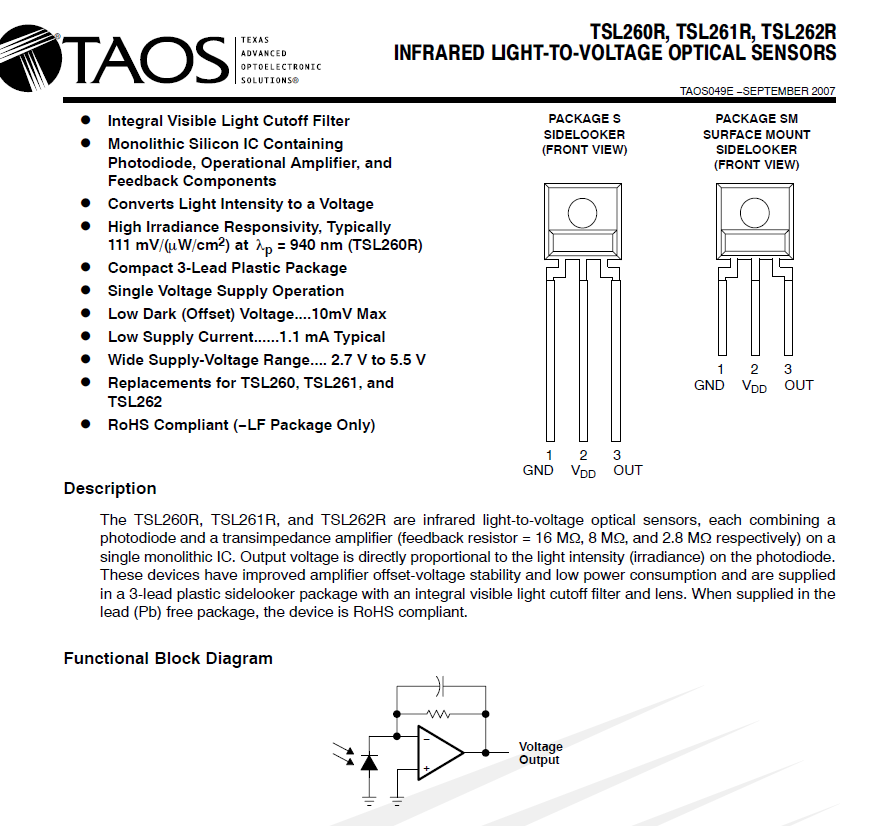 TAOS
TEXAS
ADVANCED
OPTOELECTRONIC
SOLUTIONS®
®
TSL260R, TSL261R, TSL262R
INFRARED LIGHT-TO-VOLTAGE OPTICAL SENSORS
TAOS049E −SEPTEMBER 2007
● Integral Visible Light Cutoff Filter
● Monolithic Silicon IC Containing
Photodiode, Operational Amplifier, and
Feedback Components
● Converts Light Intensity to a Voltage
● High Irradiance Responsivity, Typically
111 mV/(μW/cm²) at λp = 940 nm (TSL260R)
● Compact 3-Lead Plastic Package
● Single Voltage Supply Operation
● Low Dark (Offset) Voltage....10mV Max
● Low Supply Current......1.1 mA Typical
● Wide Supply-Voltage Range.... 2.7 V to 5.5 V
● Replacements for TSL260, TSL261, and
TSL262
● RoHS Compliant (−LF Package Only)
PACKAGE S
SIDELOOKER
(FRONT VIEW)
1 2 3
GND VDD OUT
PACKAGE SM
SURFACE MOUNT
SIDELOOKER
(FRONT VIEW)
1 2 3
GND VDD OUT
Description
The TSL260R, TSL261R, and TSL262R are infrared light-to-voltage optical sensors, each combining a
photodiode and a transimpedance amplifier (feedback resistor = 16 MΩ, 8 MΩ, and 2.8 MΩ respectively) on a
single monolithic IC. Output voltage is directly proportional to the light intensity (irradiance) on the photodiode.
These devices have improved amplifier offset-voltage stability and low power consumption and are supplied
in a 3-lead plastic sidelooker package with an integral visible light cutoff filter and lens. When supplied in the
lead (Pb) free package, the device is RoHS compliant.
Functional Block Diagram
−
+
Voltage
Output